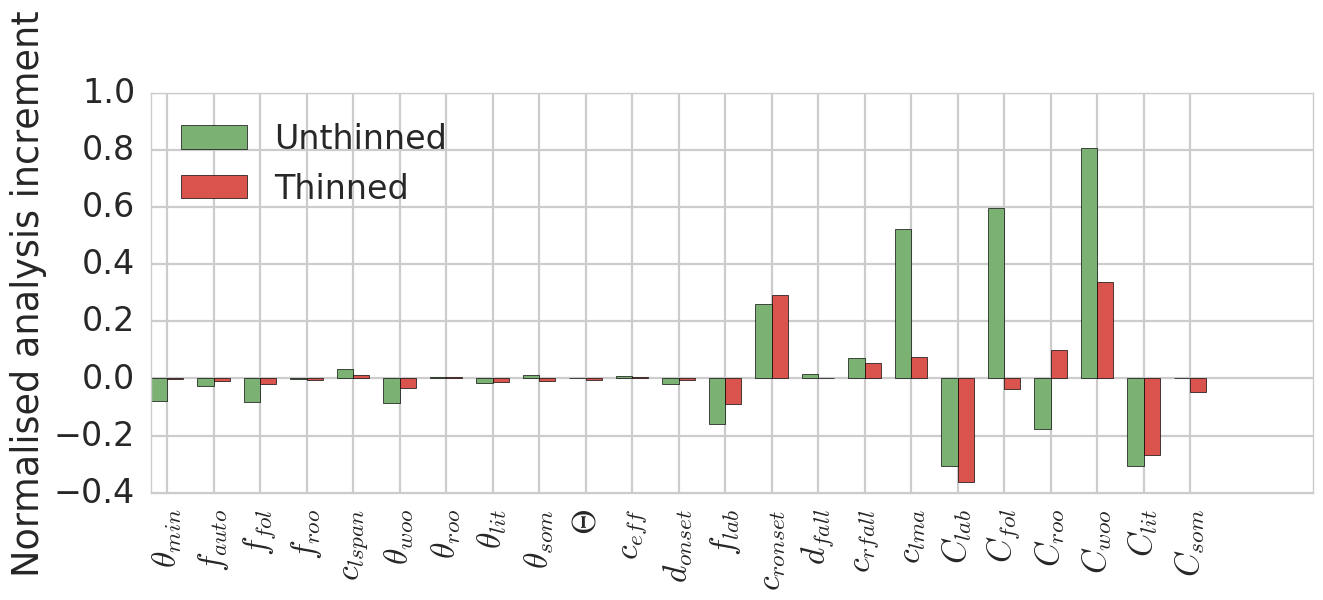 Normalised analysis increment
1.0
0.8
0.6
0.4
0.2
0.0
−0.2
−0.4
Unthinned
Thinned
θmin
fauto
ffol
froo
clspan
θwoo
θroo
θlit
θsom
Θ
ceff
donset
flab
cronset
dfall
crfall
clma
Clab
Cfol
Croo
Cwoo
Clit
Csom